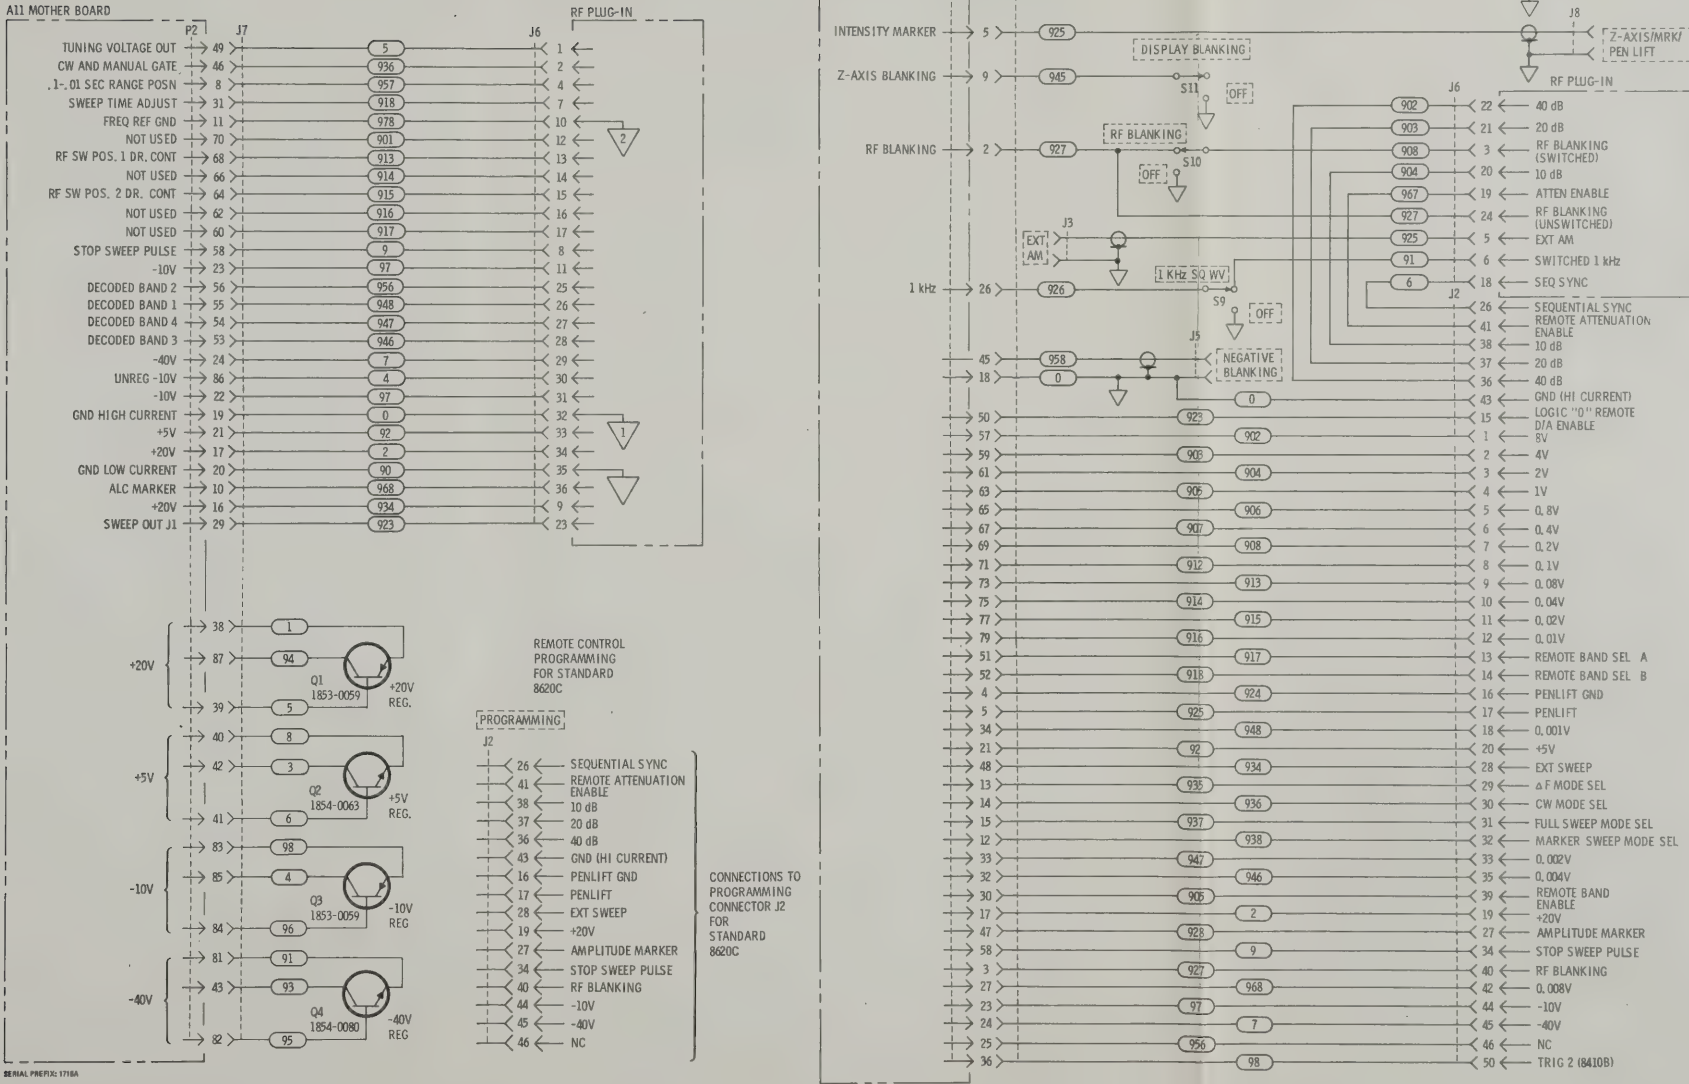 A11 MOTHER BOARD
RF PLUG-IN
P2 J7 J6
TUNING VOLTAGE OUT 49 5 1
CW AND MANUAL GATE 46 936 2
.1-.01 SEC RANGE POSN 8 957 4
SWEEP TIME ADJUST 31 918 7
FREQ REF GND 11 978 10
2
NOT USED 70 901 12
RF SW POS. 1 DR. CONT 68 913 13
NOT USED 66 914 14
RF SW POS. 2 DR. CONT 64 915 15
NOT USED 62 916 16
NOT USED 60 917 17
STOP SWEEP PULSE 58 9 8
-10V 23 97 11
DECODED BAND 2 56 956 25
DECODED BAND 1 55 948 26
DECODED BAND 4 54 947 27
DECODED BAND 3 53 946 28
-40V 24 7 29
UNREG -10V 86 4 30
-10V 22 97 31
GND HIGH CURRENT 19 0 32
1
+5V 21 92 33
+20V 17 2 34
GND LOW CURRENT 20 90 35
ALC MARKER 10 968 36
+20V 16 934 9
SWEEP OUT J1 29 923 23
38 1
+20V 87 94
Q1
1853-0059
+20V
REG.
39 5
40 8
+5V 42 3
Q2
1854-0063
+5V
REG.
41 6
83 98
-10V 85 4
Q3
1853-0059
-10V
REG
84 96
81 91
-40V 43 93
Q4
1854-0080
-40V
REG
82 95
SERIAL PREFIX: 1718A
REMOTE CONTROL
PROGRAMMING
FOR STANDARD
8620C
PROGRAMMING
J2
26 SEQUENTIAL SYNC
41 REMOTE ATTENUATION
ENABLE
38 10 dB
37 20 dB
36 40 dB
43 GND (HI CURRENT)
16 PENLIFT GND
17 PENLIFT
28 EXT SWEEP
19 +20V
27 AMPLITUDE MARKER
34 STOP SWEEP PULSE
40 RF BLANKING
44 -10V
45 -40V
46 NC
CONNECTIONS TO
PROGRAMMING
CONNECTOR J2
FOR
STANDARD
8620C
INTENSITY MARKER 5 925
J8
Z-AXIS/MRK/
PEN LIFT
DISPLAY BLANKING
Z-AXIS BLANKING 9 945
S11
OFF
RF BLANKING
RF BLANKING 2 927
S10
OFF
J3
EXT
AM
1 KHz SQ WV
1 kHz 26 926
S9
OFF
J5
45 958
18 0
NEGATIVE
BLANKING
RF PLUG-IN
J6
902 22 40 dB
903 21 20 dB
908 3 RF BLANKING
(SWITCHED)
904 20 10 dB
967 19 ATTEN ENABLE
927 24 RF BLANKING
(UNSWITCHED)
925 5 EXT AM
91 6 SWITCHED 1 kHz
6 18 SEQ SYNC
J2
26 SEQUENTIAL SYNC
41 REMOTE ATTENUATION
ENABLE
38 10 dB
37 20 dB
36 40 dB
0 43 GND (HI CURRENT)
50 923 15 LOGIC "0" REMOTE
D/A ENABLE
57 902 1 8V
59 903 2 4V
61 904 3 2V
63 905 4 1V
65 906 5 0.8V
67 907 6 0.4V
69 908 7 0.2V
71 912 8 0.1V
73 913 9 0.08V
75 914 10 0.04V
77 915 11 0.02V
79 916 12 0.01V
51 917 13 REMOTE BAND SEL A
52 918 14 REMOTE BAND SEL B
4 924 16 PENLIFT GND
5 925 17 PENLIFT
34 948 18 0.001V
21 92 20 +5V
48 934 28 EXT SWEEP
13 935 29 ΔF MODE SEL
14 936 30 CW MODE SEL
15 937 31 FULL SWEEP MODE SEL
12 938 32 MARKER SWEEP MODE SEL
33 947 33 0.002V
32 946 35 0.004V
30 905 39 REMOTE BAND
ENABLE
17 2 19 +20V
47 928 27 AMPLITUDE MARKER
58 9 34 STOP SWEEP PULSE
3 927 40 RF BLANKING
27 968 42 0.008V
23 97 44 -10V
24 7 45 -40V
25 956 46 NC
36 98 50 TRIG 2 (8410B)